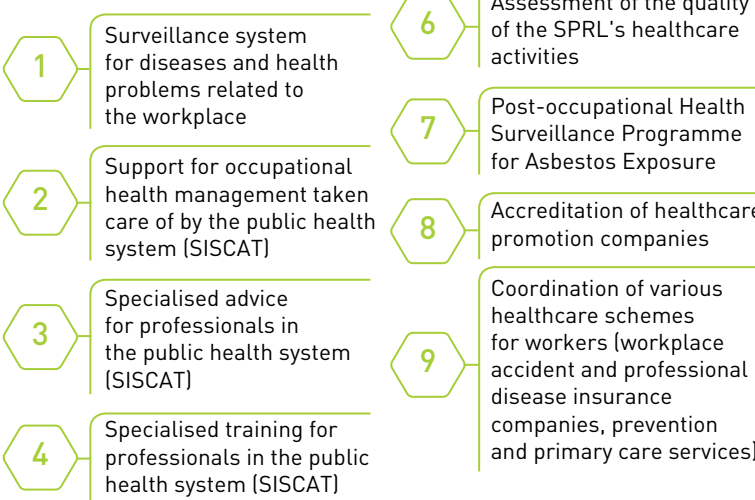 1
Surveillance system
for diseases and health
problems related to
the workplace
2
Support for occupational
health management taken
care of by the public health
system (SISCAT)
3
Specialised advice
for professionals in
the public health system
(SISCAT)
4
Specialised training for
professionals in the public
health system (SISCAT)
6
Assessment of the quality
of the SPRL's healthcare
activities
7
Post-occupational Health
Surveillance Programme
for Asbestos Exposure
8
Accreditation of healthcare
promotion companies
9
Coordination of various
healthcare schemes
for workers (workplace
accident and professional
disease insurance
companies, prevention
and primary care services)